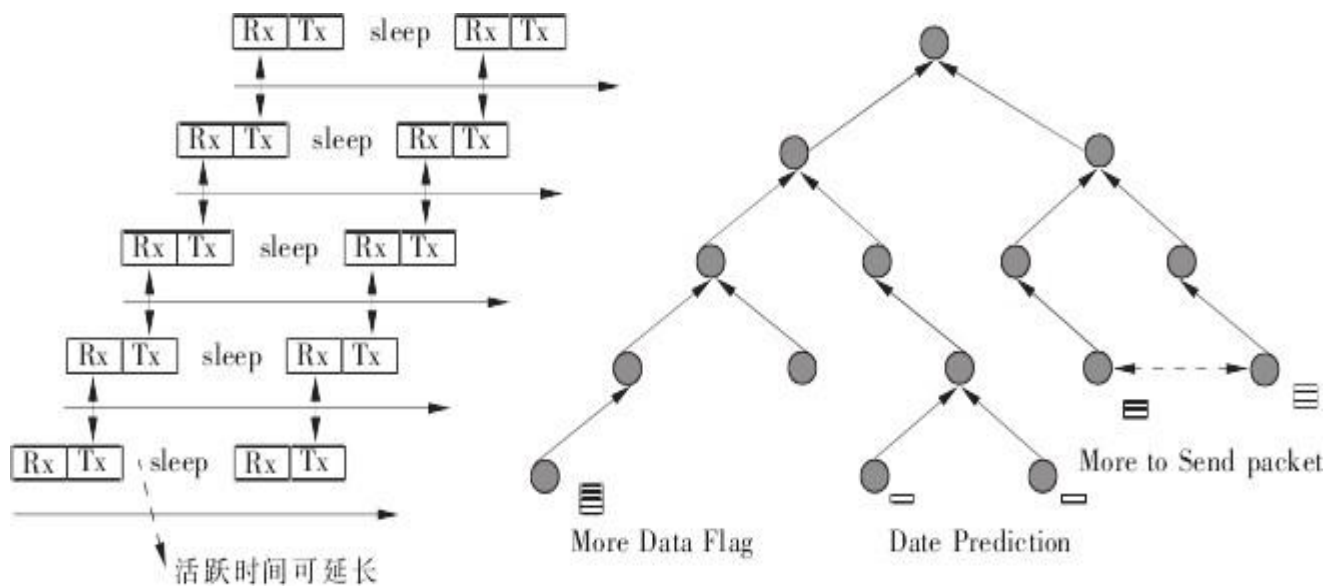 Rx Tx sleep Rx Tx
Rx Tx sleep Rx Tx
Rx Tx sleep Rx Tx
Rx Tx sleep Rx Tx
Rx Tx sleep Rx Tx
活跃时间可延长
More Data Flag
Date Prediction
More to Send packet